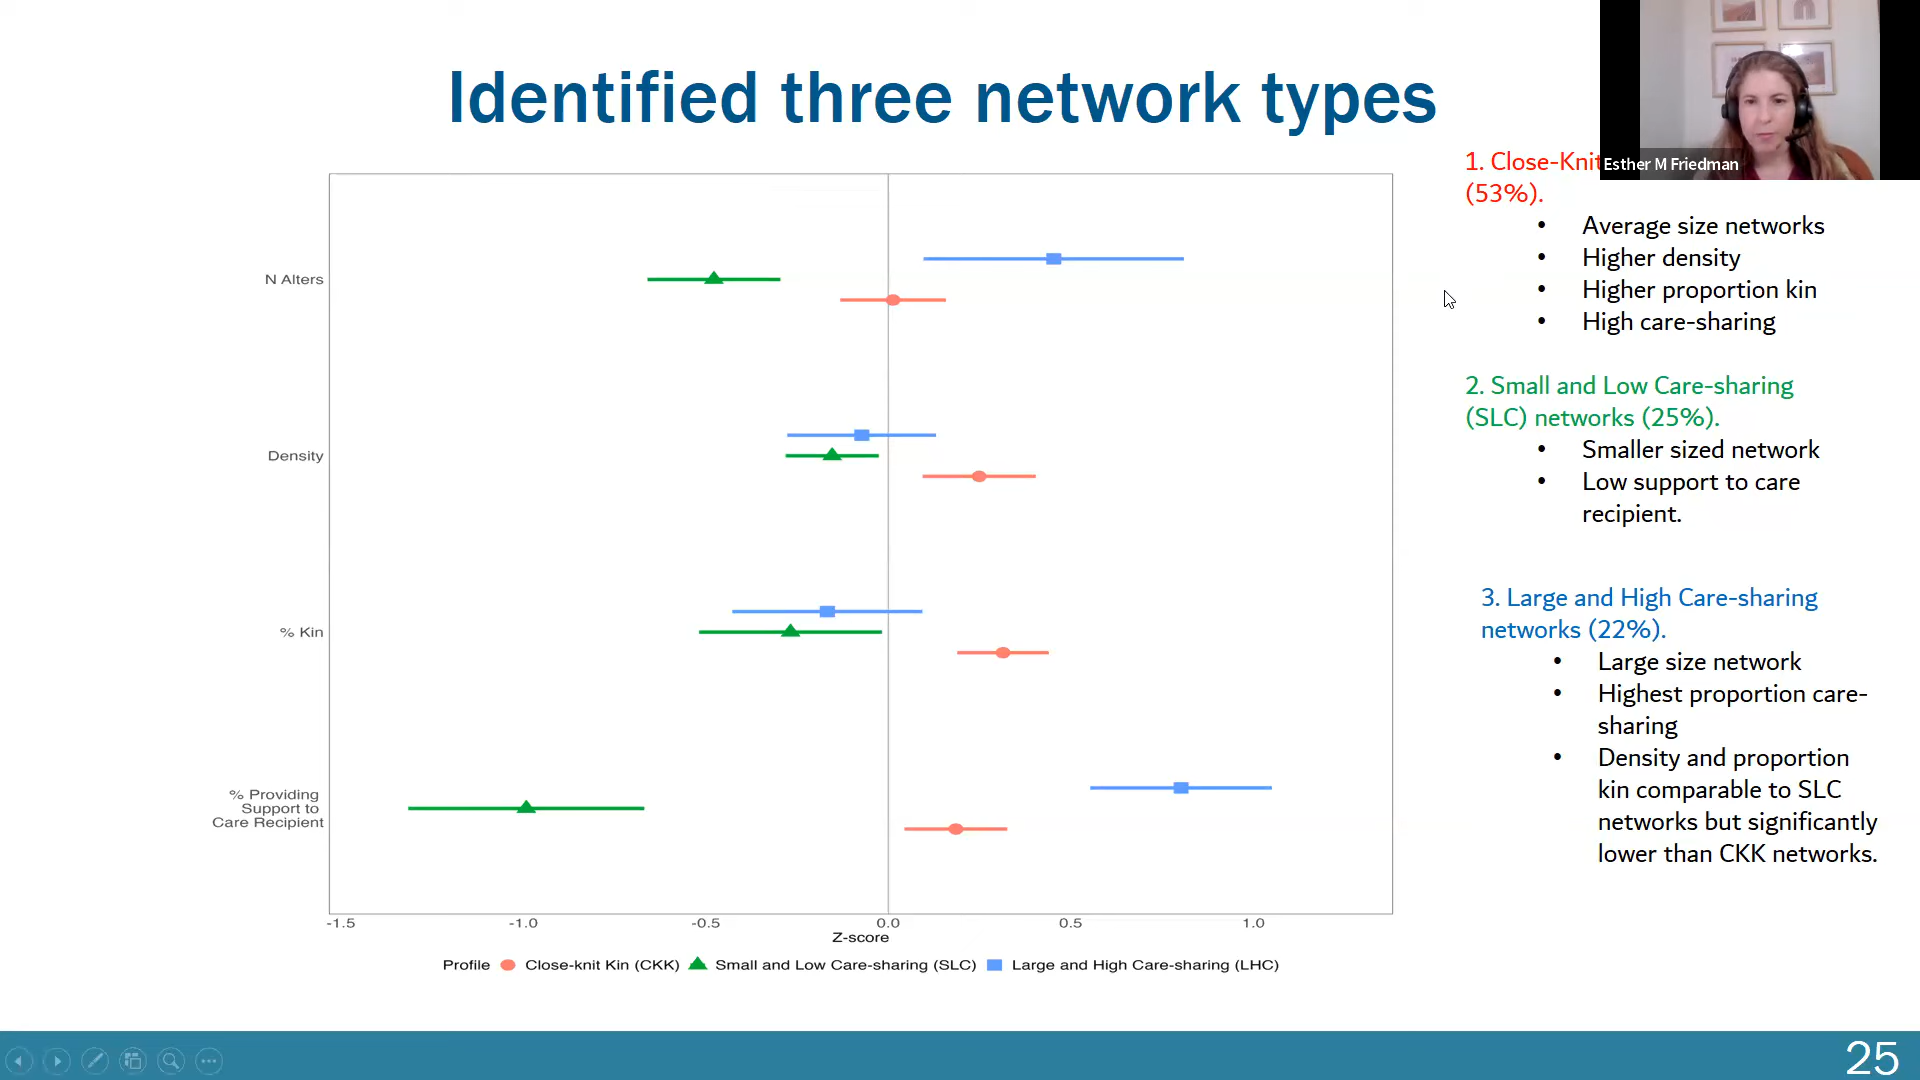 Identified three network types
Esther M Friedman
1. Close-Knit
(53%).
• Average size networks
• Higher density
• Higher proportion kin
• High care-sharing
2. Small and Low Care-sharing
(SLC) networks (25%).
• Smaller sized network
• Low support to care
recipient.
3. Large and High Care-sharing
networks (22%).
• Large size network
• Highest proportion care-
sharing
• Density and proportion
kin comparable to SLC
networks but significantly
lower than CKK networks.
N Alters
Density
% Kin
% Providing
Support to
Care Recipient
-1.5 -1.0 -0.5 0.0 0.5 1.0
Z-score
Profile Close-knit Kin (CKK) Small and Low Care-sharing (SLC) Large and High Care-sharing (LHC)
25